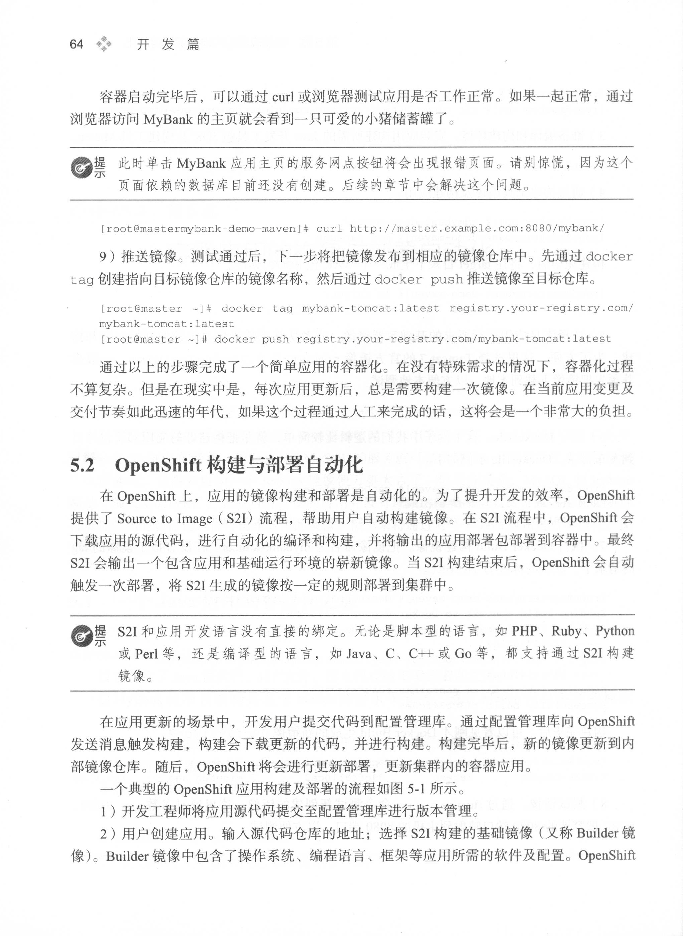 64 开 发 篇
容器启动完毕后，可以通过 curl 或浏览器测试应用是否工作正常。如果一起正常，通过
浏览器访问 MyBank 的主页就会看到一只可爱的小猪储蓄罐了。
提示 此时单击 MyBank 应用主页的服务网点按钮将会出现报错页面。请别惊慌，因为这个
页面依赖的数据库目前还没有创建。后续的章节中会解决这个问题。
[root@mastermybank-demo-maven]# curl http://master.example.com:8080/mybank/
9）推送镜像。测试通过后，下一步将把镜像发布到相应的镜像仓库中。先通过 docker
tag 创建指向目标镜像仓库的镜像名称，然后通过 docker push 推送镜像至目标仓库。
[root@master ~]# docker tag mybank-tomcat:latest registry.your-registry.com/
mybank-tomcat:latest
[root@master ~]# docker push registry.your-registry.com/mybank-tomcat:latest
通过以上的步骤完成了一个简单应用的容器化。在没有特殊需求的情况下，容器化过程
不算复杂。但是在现实中是，每次应用更新后，总是需要构建一次镜像。在当前应用变更及
交付节奏如此迅速的年代，如果这个过程通过人工来完成的话，这将会是一个非常大的负担。
5.2 OpenShift 构建与部署自动化
在 OpenShift 上，应用的镜像构建和部署是自动化的。为了提升开发的效率，OpenShift
提供了 Source to Image（S2I）流程，帮助用户自动构建镜像。在 S2I 流程中，OpenShift 会
下载应用的源代码，进行自动化的编译和构建，并将输出的应用部署包部署到容器中。最终
S2I 会输出一个包含应用和基础运行环境的崭新镜像。当 S2I 构建结束后，OpenShift 会自动
触发一次部署，将 S2I 生成的镜像按一定的规则部署到集群中。
提示 S2I 和应用开发语言没有直接的绑定。无论是脚本型的语言，如 PHP、Ruby、Python
或 Perl 等，还是编译型的语言，如 Java、C、C++ 或 Go 等，都支持通过 S2I 构建
镜像。
在应用更新的场景中，开发用户提交代码到配置管理库。通过配置管理库向 OpenShift
发送消息触发构建，构建会下载更新的代码，并进行构建。构建完毕后，新的镜像更新到内
部镜像仓库。随后，OpenShift 将会进行更新部署，更新集群内的容器应用。
一个典型的 OpenShift 应用构建及部署的流程如图 5-1 所示。
1）开发工程师将应用源代码提交至配置管理库进行版本管理。
2）用户创建应用。输入源代码仓库的地址；选择 S2I 构建的基础镜像（又称 Builder 镜
像）。Builder 镜像中包含了操作系统、编程语言、框架等应用所需的软件及配置。OpenShift